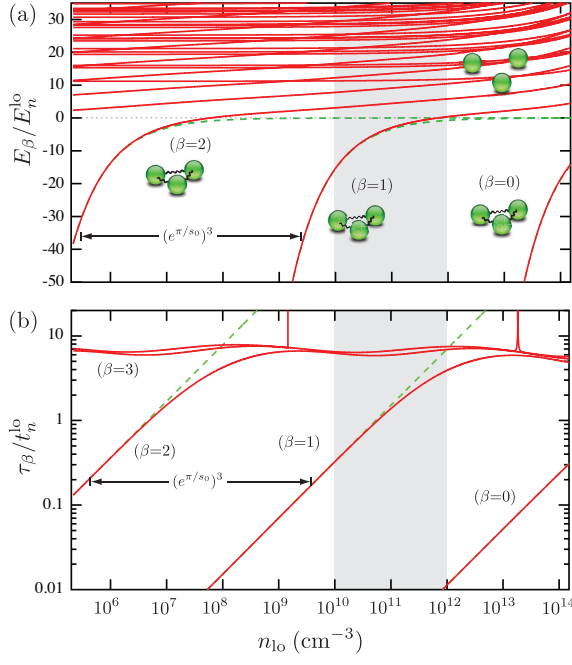 (a)
30
20
10
0
-10
-20
-30
-40
-50
E_β/E_n^lo
(β=2)
(β=1)
(β=0)
(e^{π/s_0})^3
(b)
10
1
0.1
0.01
τ_β/t_n^lo
(β=3)
(β=2)
(β=1)
(β=0)
(e^{π/s_0})^3
10^6 10^7 10^8 10^9 10^10 10^11 10^12 10^13 10^14
n_lo (cm^−3)